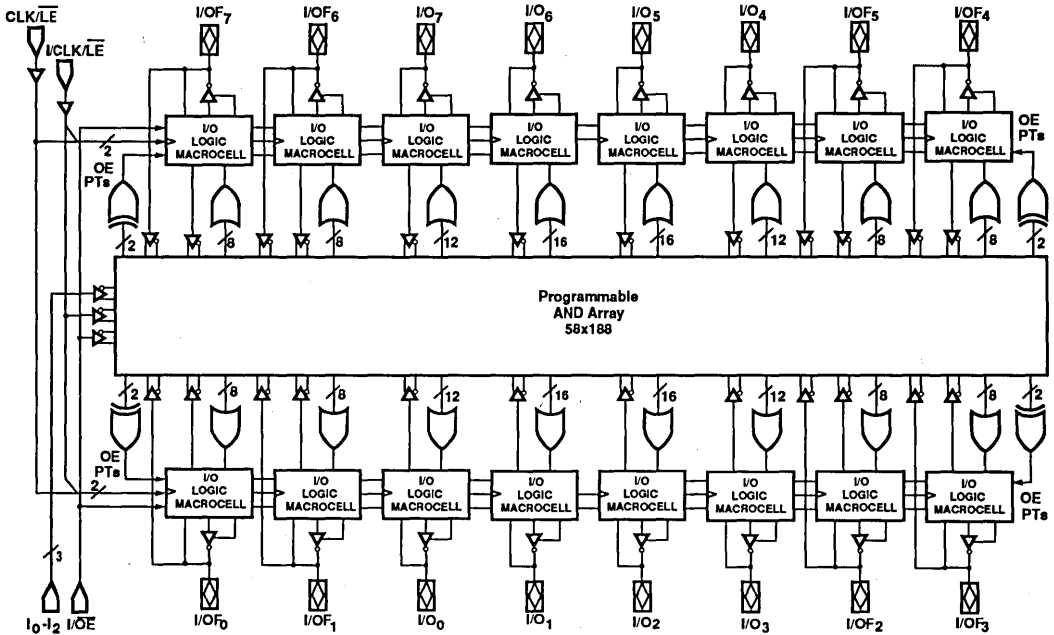 CLK/L̅E̅
I/CLK/L̅E̅
I/OF7 I/OF6 I/O7 I/O6 I/O5 I/O4 I/OF5 I/OF4
I/O LOGIC MACROCELL
I/O LOGIC MACROCELL
I/O LOGIC MACROCELL
I/O LOGIC MACROCELL
I/O LOGIC MACROCELL
I/O LOGIC MACROCELL
I/O LOGIC MACROCELL
I/O LOGIC MACROCELL
2
OE PTs
OE PTs
2 8 8 12 16 16 12 8 8 2
Programmable
AND Array
58x188
2 8 8 12 16 16 12 8 8 2
OE PTs
OE PTs
2
I/O LOGIC MACROCELL
I/O LOGIC MACROCELL
I/O LOGIC MACROCELL
I/O LOGIC MACROCELL
I/O LOGIC MACROCELL
I/O LOGIC MACROCELL
I/O LOGIC MACROCELL
I/O LOGIC MACROCELL
3
I0-I2 I/O̅E̅ I/OF0 I/OF1 I/O0 I/O1 I/O2 I/O3 I/OF2 I/OF3